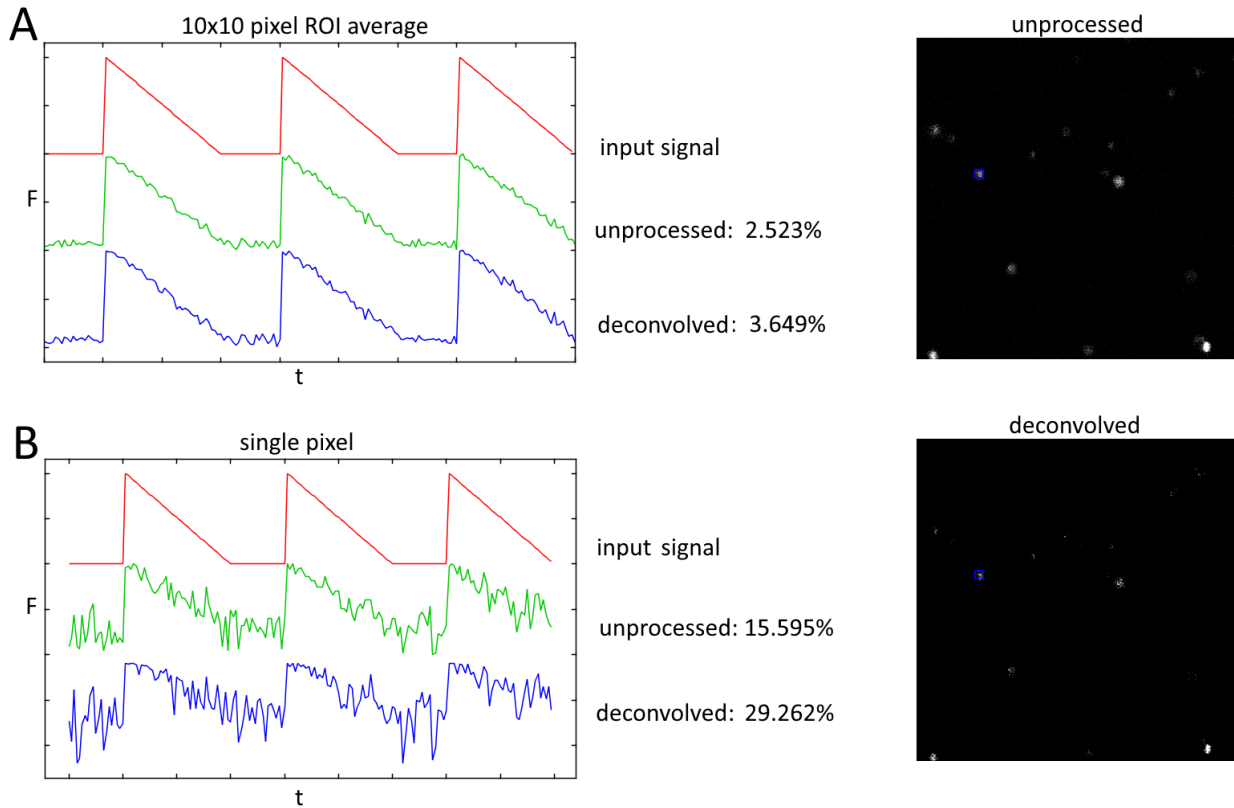 A
10x10 pixel ROI average
unprocessed
F
input signal
unprocessed: 2.523%
deconvolved: 3.649%
t
B
single pixel
deconvolved
F
input signal
unprocessed: 15.595%
deconvolved: 29.262%
t